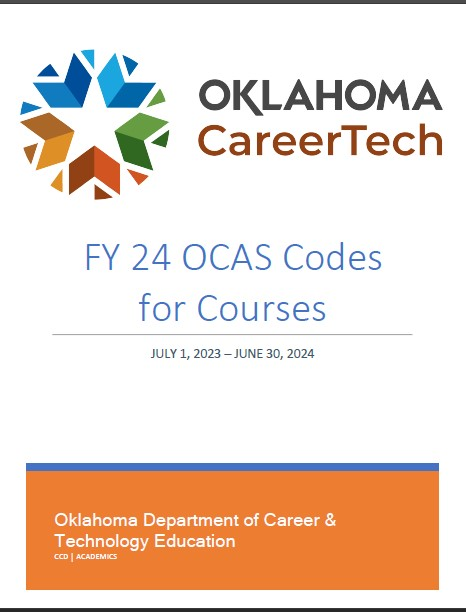 OKLAHOMA
CareerTech
FY 24 OCAS Codes
for Courses
JULY 1, 2023 – JUNE 30, 2024
Oklahoma Department of Career &
Technology Education
CCD | ACADEMICS